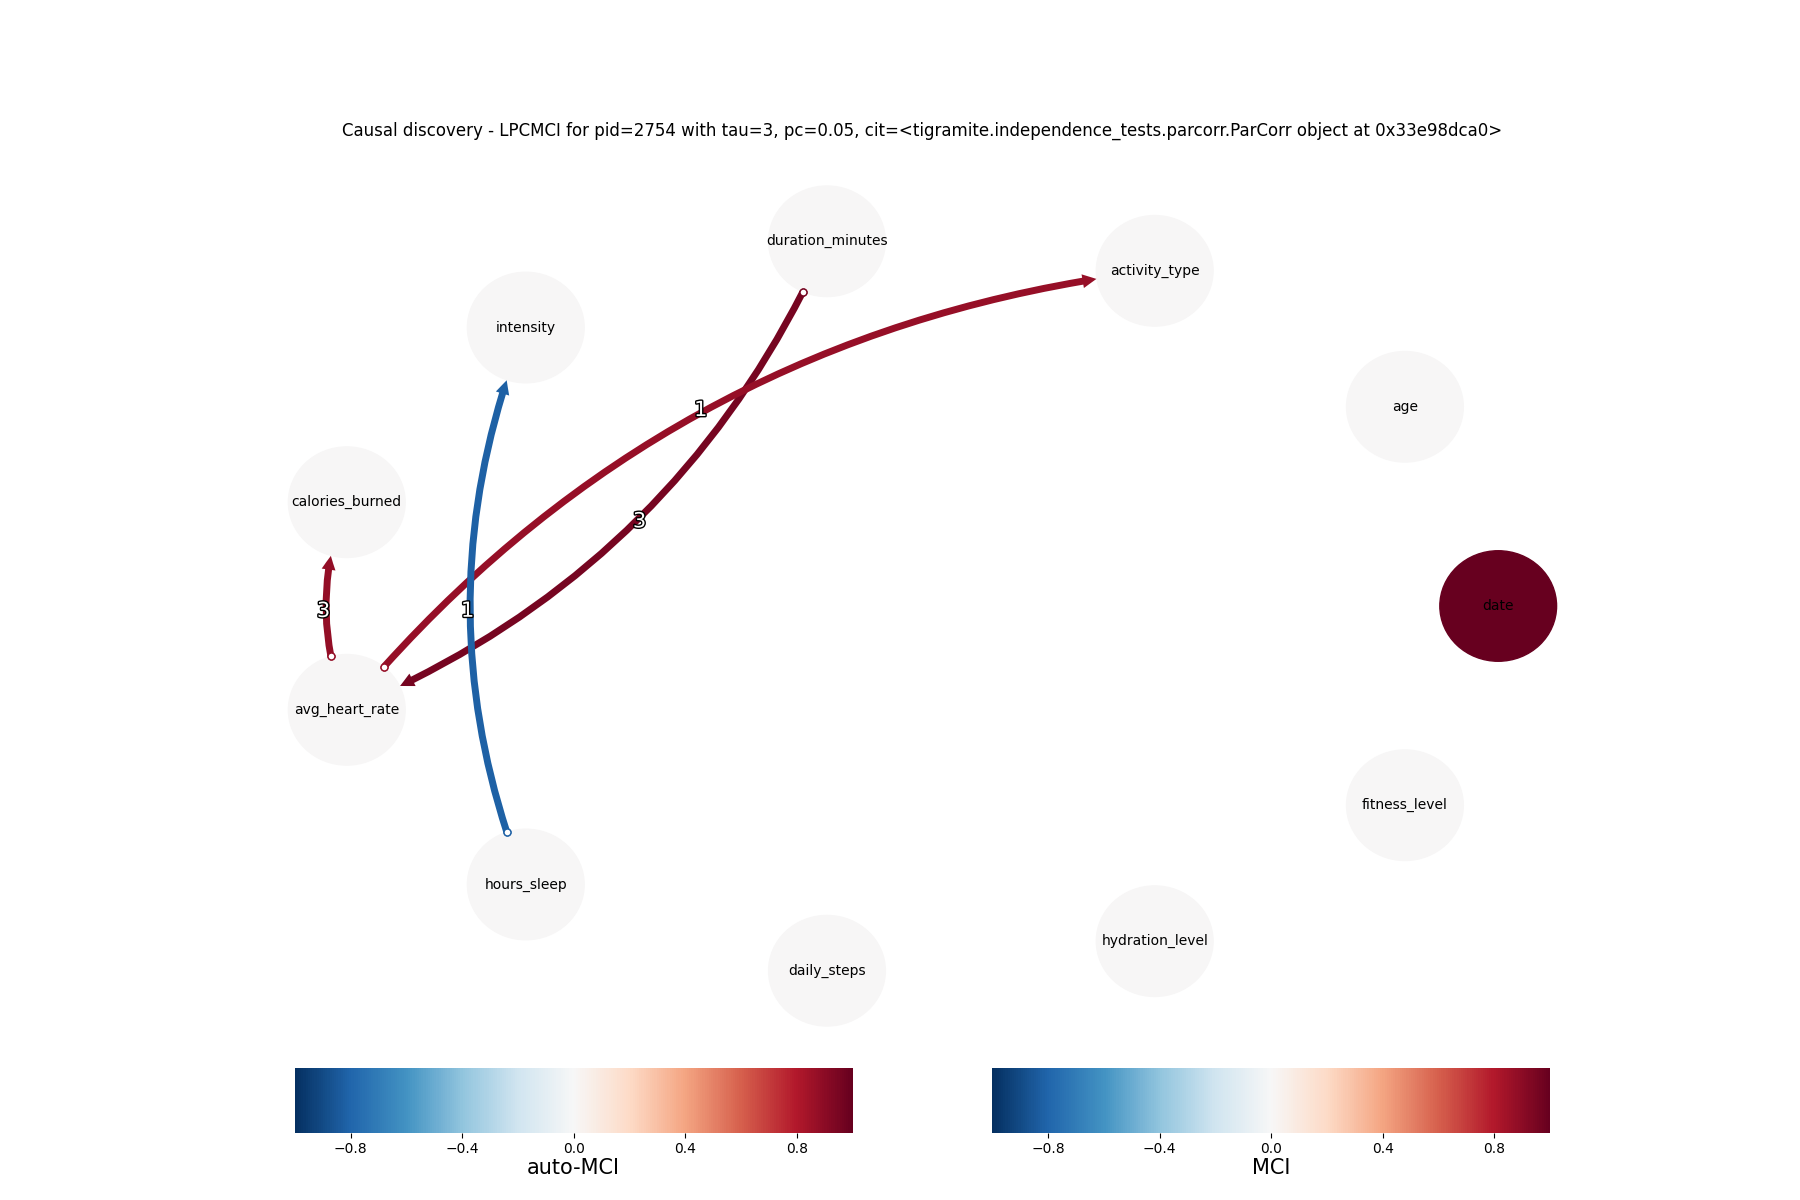 Causal discovery - LPCMCI for pid=2754 with tau=3, pc=0.05, cit=<tigramite.independence_tests.parcorr.ParCorr object at 0x33e98dca0>
duration_minutes
activity_type
intensity
age
1
calories_burned
3
date
3
1
avg_heart_rate
fitness_level
hours_sleep
hydration_level
daily_steps
−0.8 −0.4 0.0 0.4 0.8
auto-MCI
−0.8 −0.4 0.0 0.4 0.8
MCI